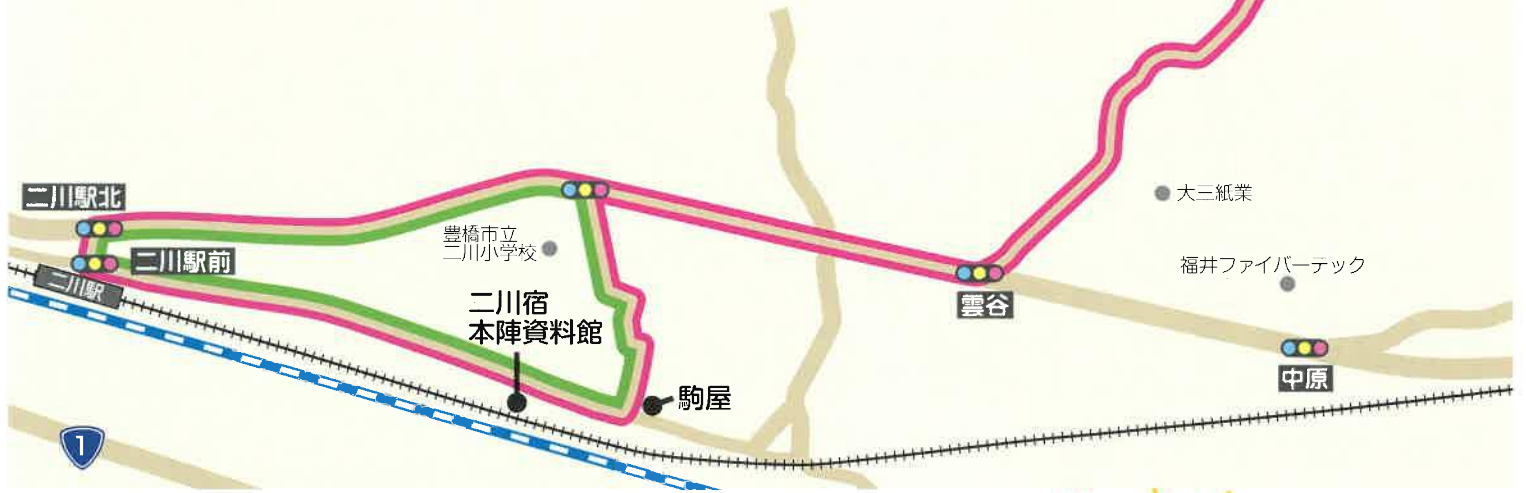 二川駅北
二川駅前
二川駅
豊橋市立
二川小学校
二川宿
本陣資料館
駒屋
雲谷
大三紙業
福井ファイバーテック
中原
1